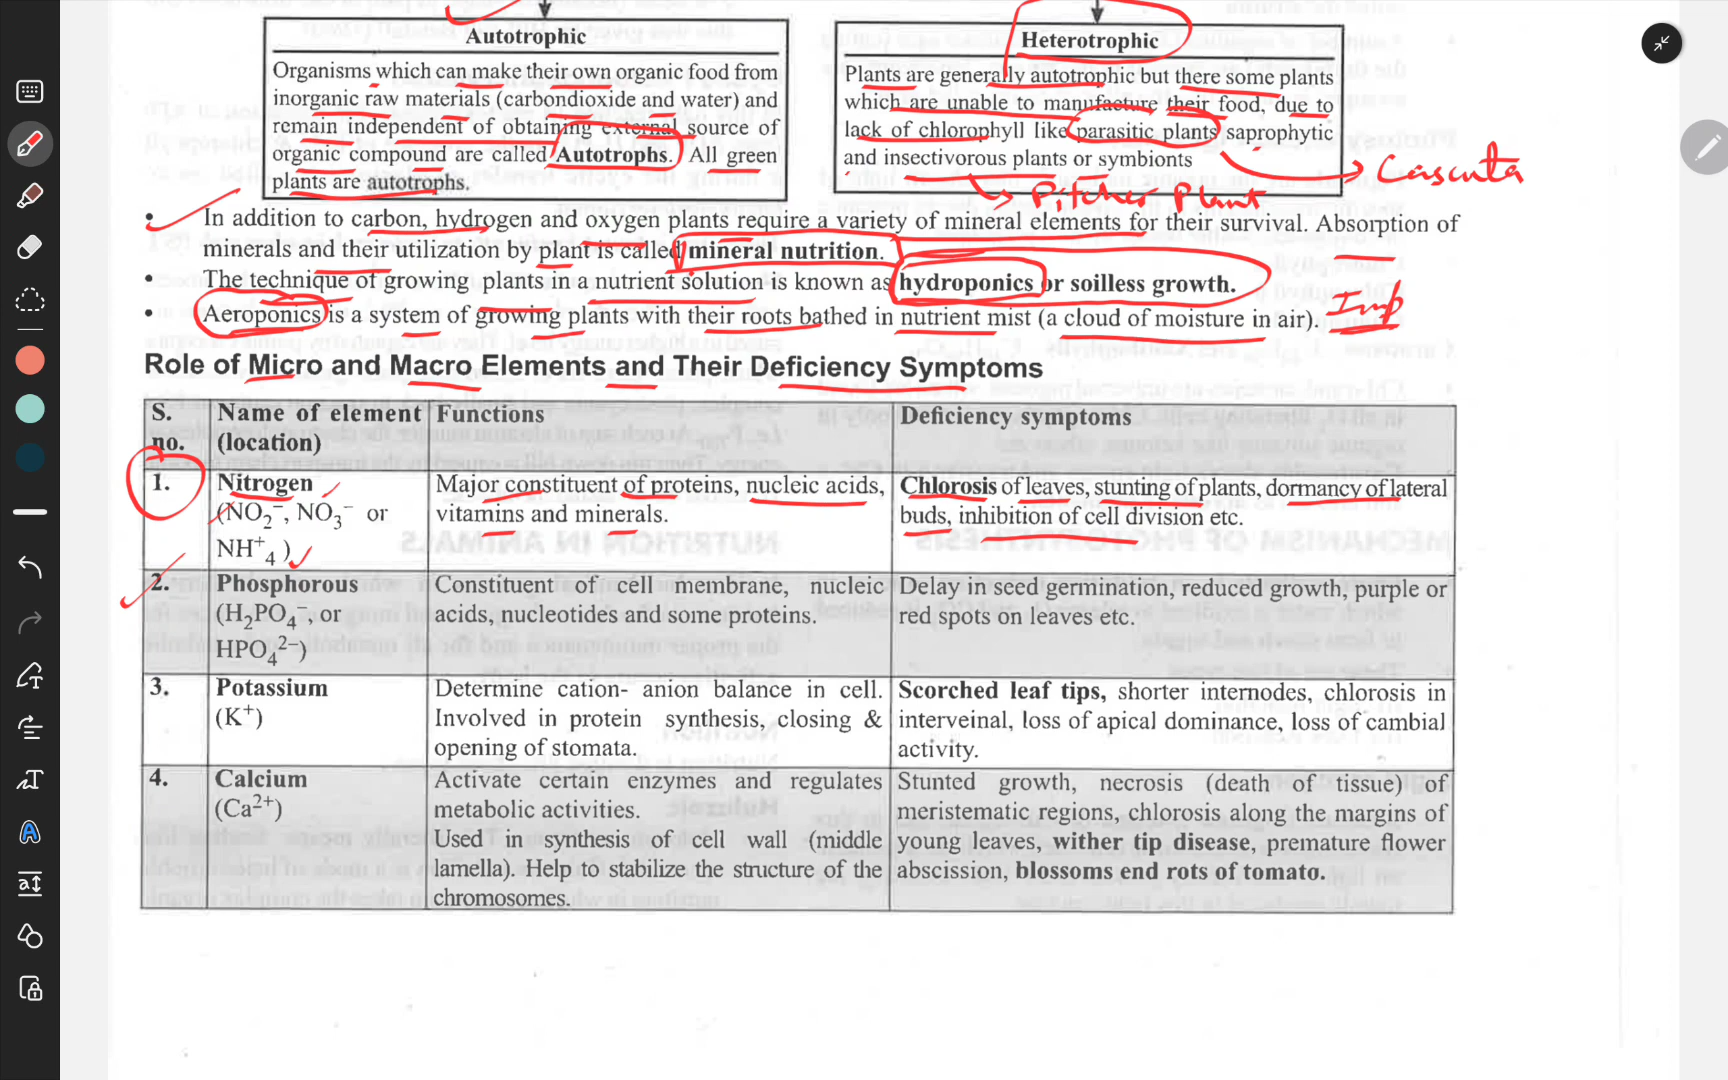 Autotrophic
Organisms which can make their own organic food from
inorganic raw materials (carbondioxide and water) and
remain independent of obtaining external source of
organic compound are called Autotrophs. All green
plants are autotrophs.
Heterotrophic
Plants are generally autotrophic but there some plants
which are unable to manufacture their food, due to
lack of chlorophyll like parasitic plants saprophytic
and insectivorous plants or symbionts
Cascuta
Pitcher Plant
• In addition to carbon, hydrogen and oxygen plants require a variety of mineral elements for their survival. Absorption of
minerals and their utilization by plant is called mineral nutrition.
• The technique of growing plants in a nutrient solution is known as hydroponics or soilless growth.
• Aeroponics is a system of growing plants with their roots bathed in nutrient mist (a cloud of moisture in air).
Imp
Role of Micro and Macro Elements and Their Deficiency Symptoms
S. no.
Name of element (location)
Functions
Deficiency symptoms
1.
Nitrogen
(NO₂⁻, NO₃⁻ or
NH⁺₄)
Major constituent of proteins, nucleic acids,
vitamins and minerals.
Chlorosis of leaves, stunting of plants, dormancy of lateral
buds, inhibition of cell division etc.
2.
Phosphorous
(H₂PO₄⁻, or
HPO₄²⁻)
Constituent of cell membrane, nucleic
acids, nucleotides and some proteins.
Delay in seed germination, reduced growth, purple or
red spots on leaves etc.
3.
Potassium
(K⁺)
Determine cation- anion balance in cell.
Involved in protein synthesis, closing &
opening of stomata.
Scorched leaf tips, shorter internodes, chlorosis in
interveinal, loss of apical dominance, loss of cambial
activity.
4.
Calcium
(Ca²⁺)
Activate certain enzymes and regulates
metabolic activities.
Used in synthesis of cell wall (middle
lamella). Help to stabilize the structure of the
chromosomes.
Stunted growth, necrosis (death of tissue) of
meristematic regions, chlorosis along the margins of
young leaves, wither tip disease, premature flower
abscission, blossoms end rots of tomato.